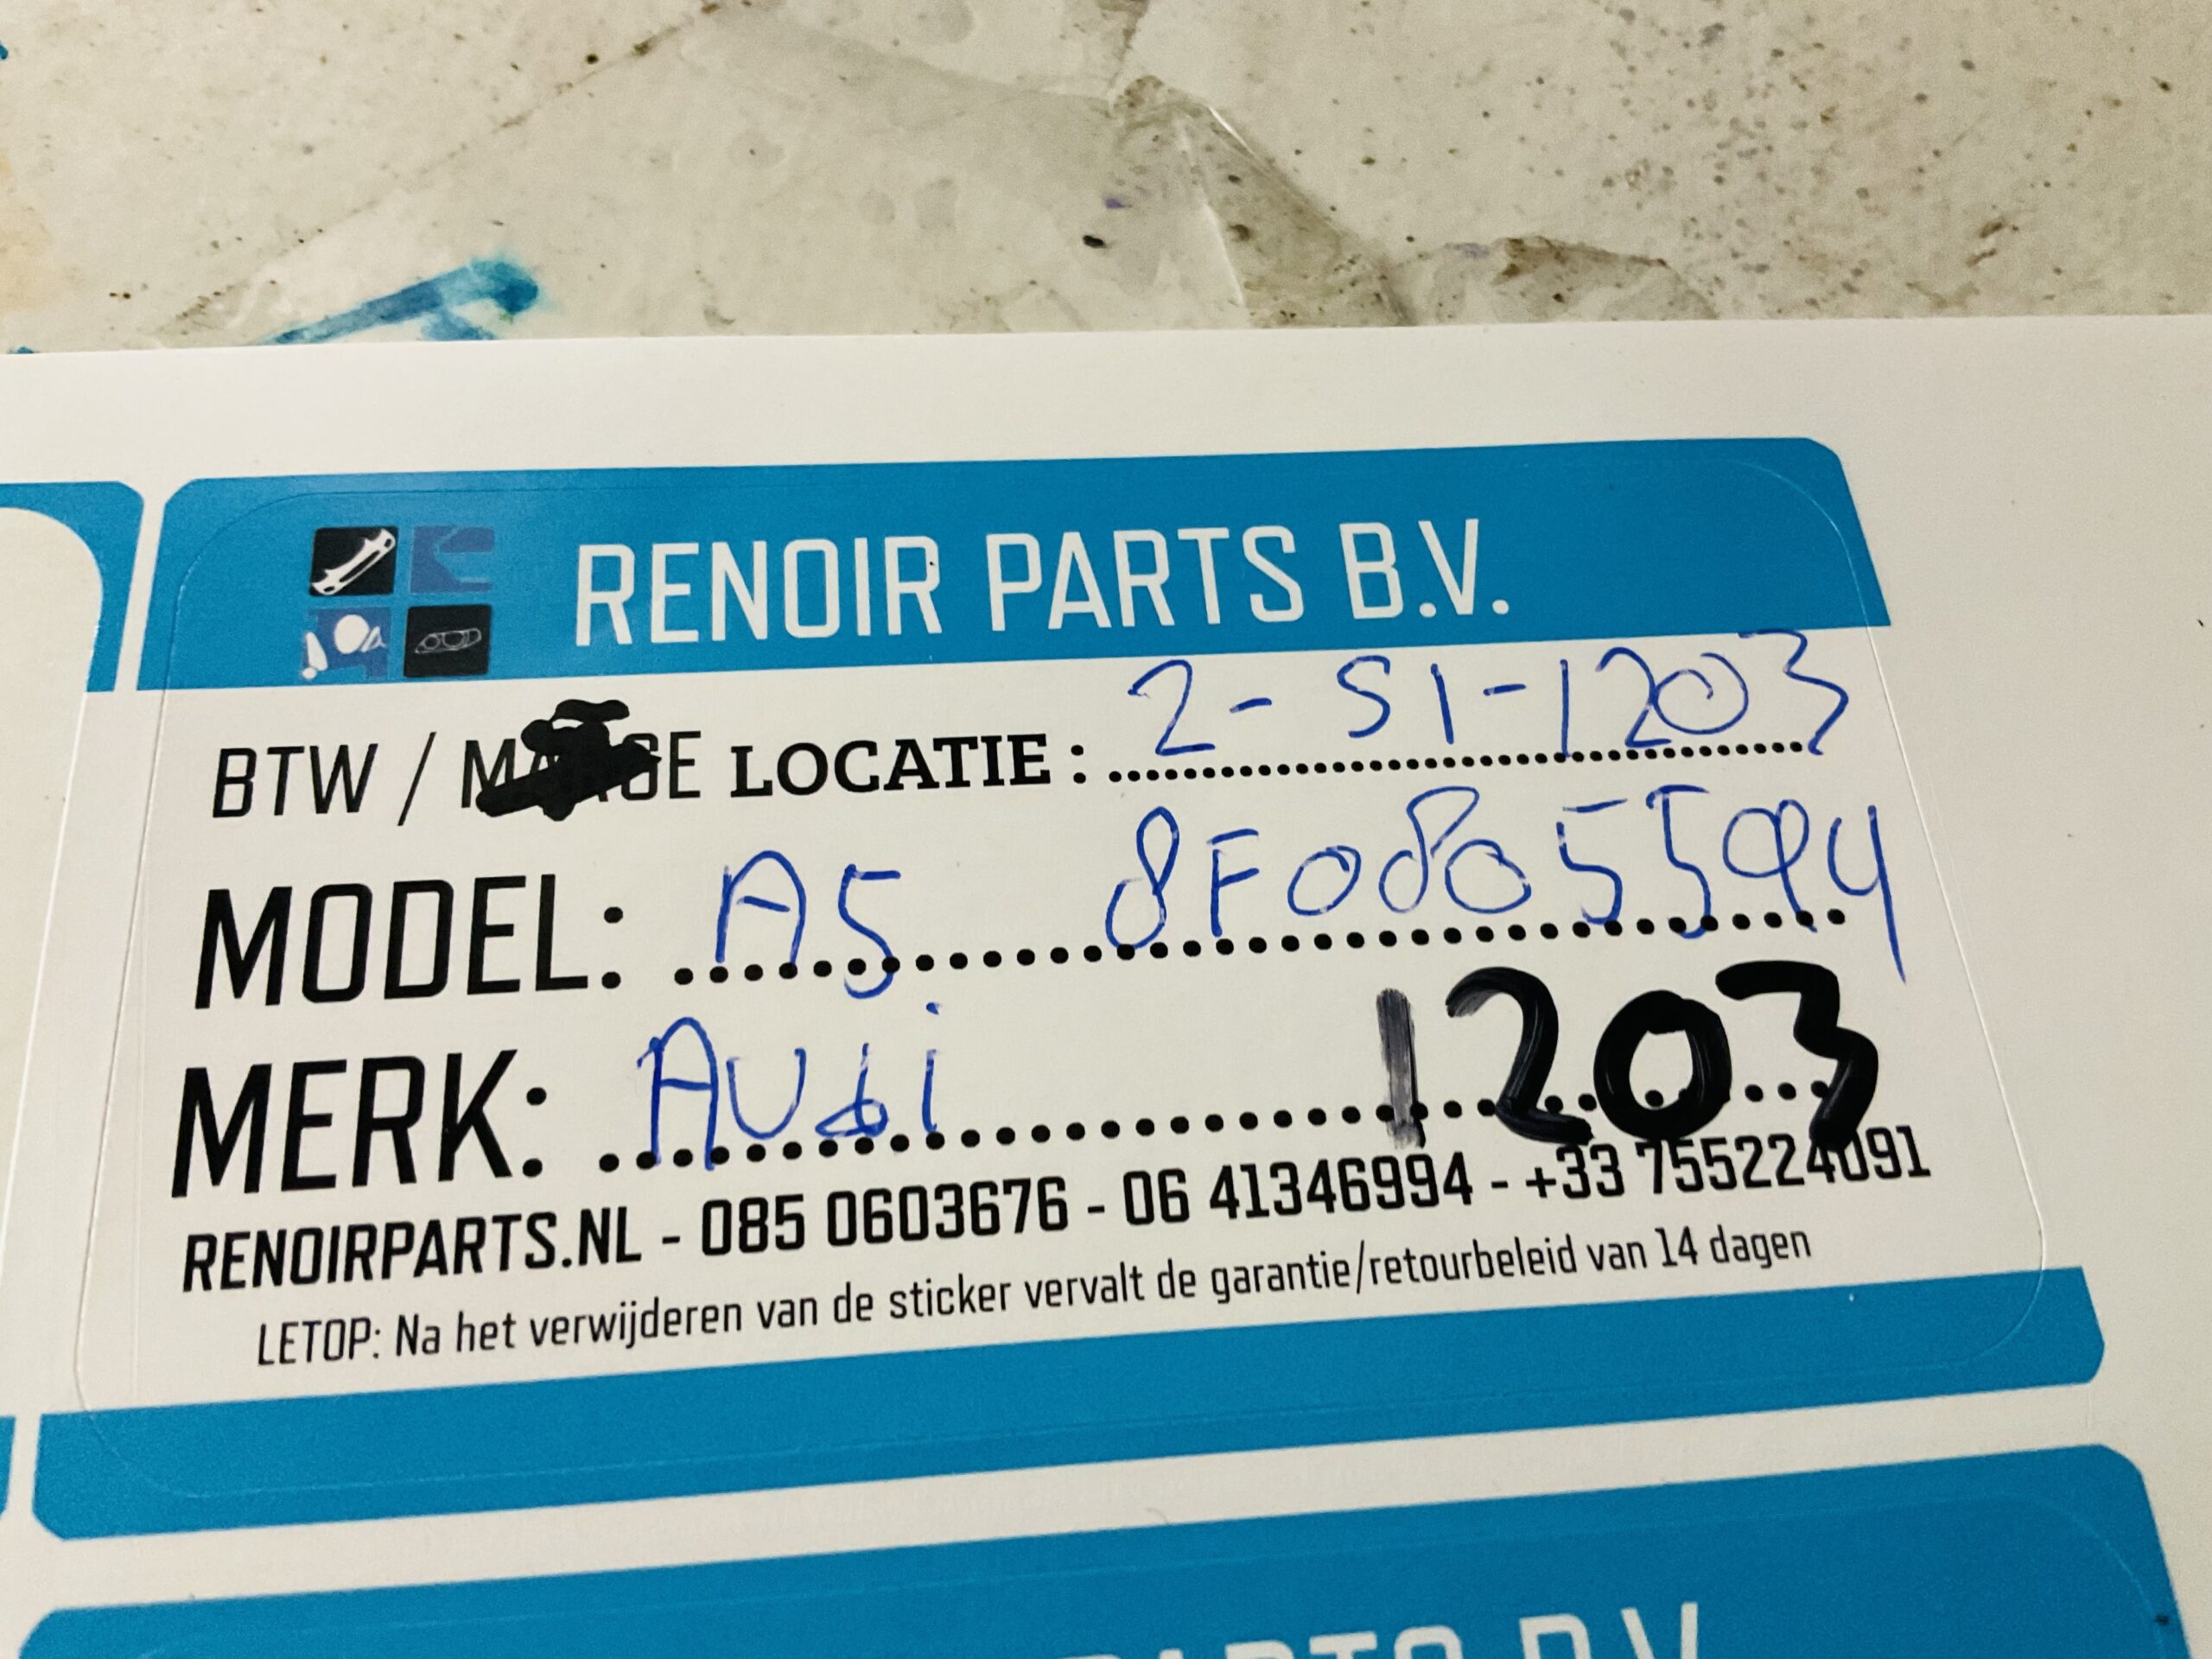 RENOIR PARTS B.V.
BTW / LOCATIE : 2-S1-1203
MODEL: A5 8F0805594
MERK: Audi 1203
RENOIRPARTS.NL - 085 0603676 - 06 41346994 - +33 755224091
LETOP: Na het verwijderen van de sticker vervalt de garantie/retourbeleid van 14 dagen
PARTS B.V.